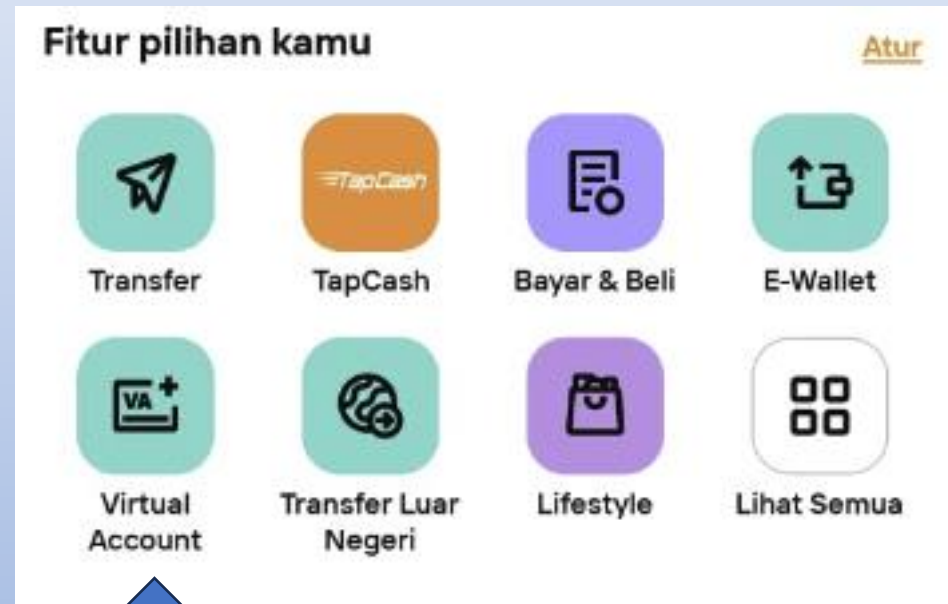 Fitur pilihan kamu
Atur
TapCash
Transfer
TapCash
Bayar & Beli
E-Wallet
VA
Virtual
Account
Transfer Luar
Negeri
Lifestyle
Lihat Semua